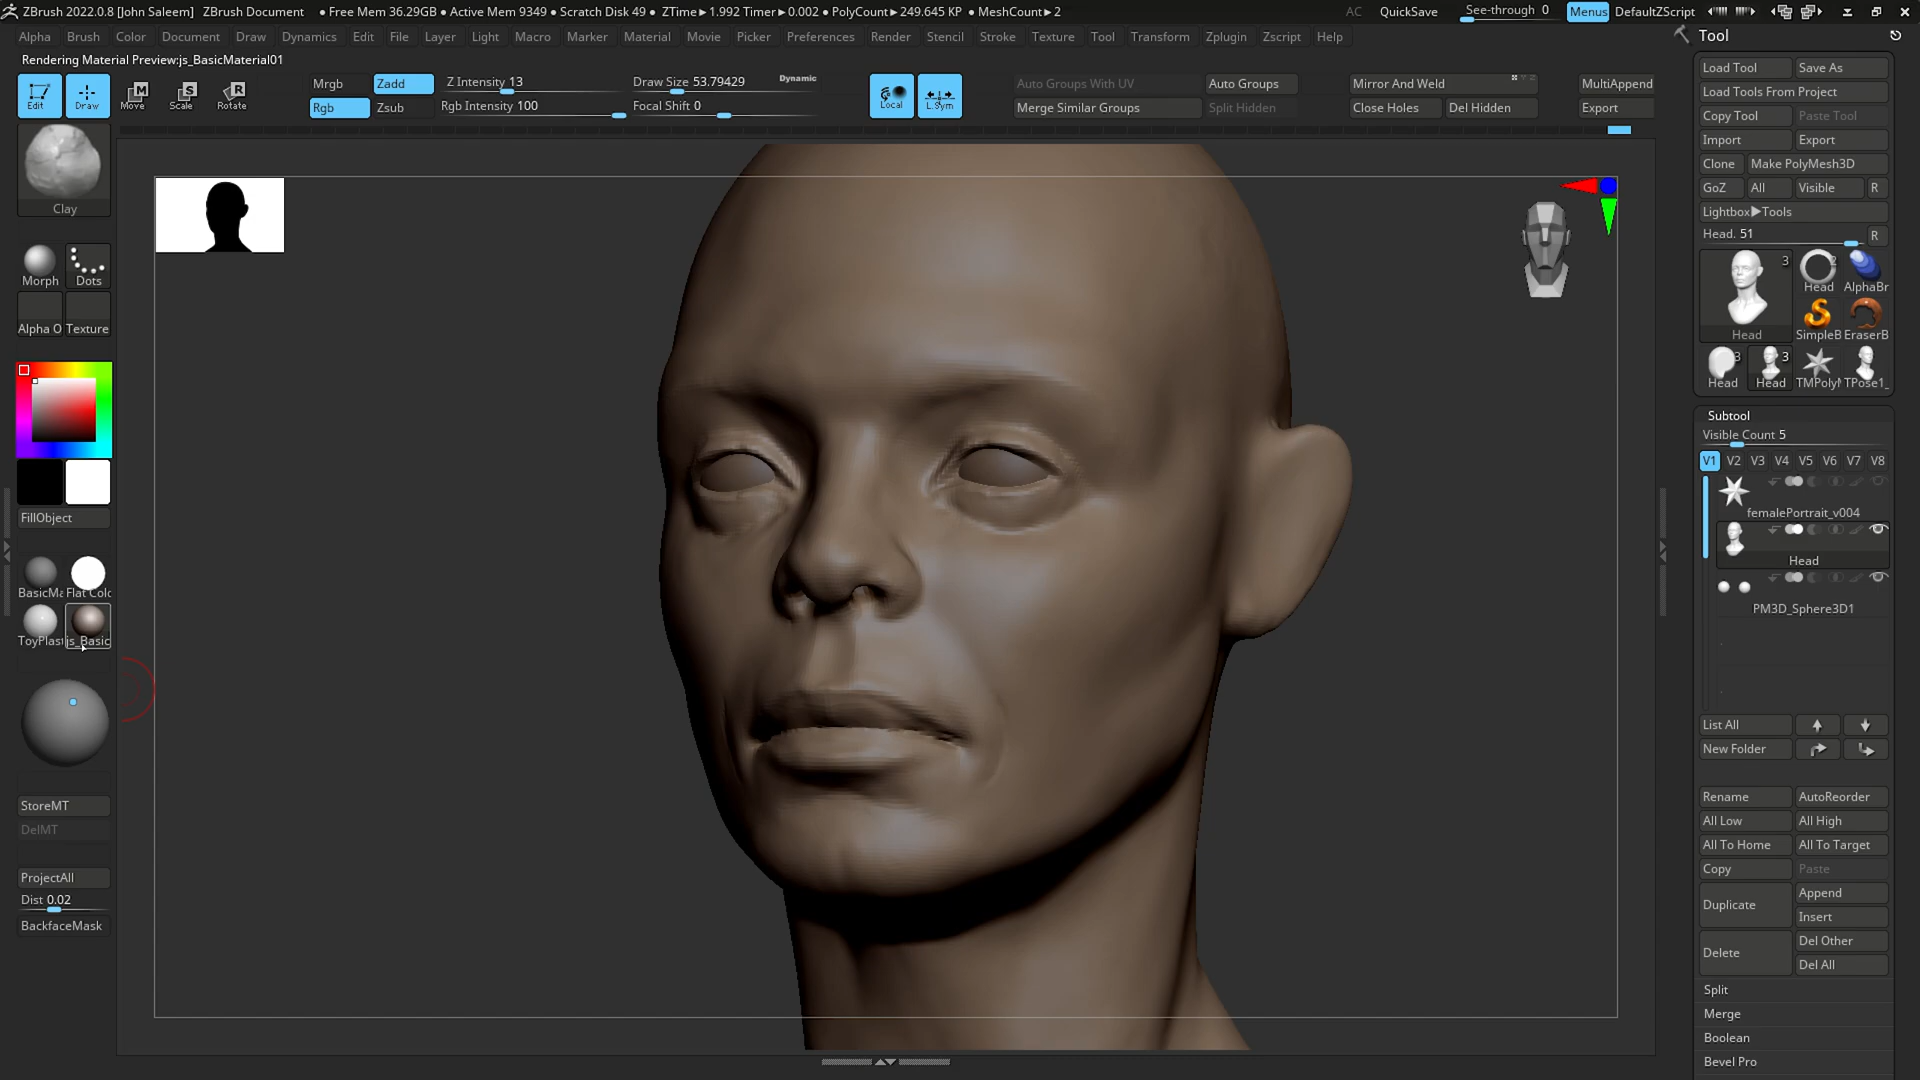 ZBrush 2022.0.8 [John Saleem] ZBrush Document ● Free Mem 36.29GB ● Active Mem 9349 ● Scratch Disk 49 ● ZTime►1.992 Timer►0.002 ● PolyCount►249.645 KP ● MeshCount►2 AC QuickSave See-through 0 Menus DefaultZScript
Alpha Brush Color Document Draw Dynamics Edit File Layer Light Macro Marker Material Movie Picker Preferences Render Stencil Stroke Texture Tool Transform Zplugin Zscript Help
Tool
Rendering Material Preview:js_BasicMaterial01
Edit Draw Move Scale Rotate
Mrgb Zadd Z Intensity 13 Draw Size 53.79429 Dynamic
Rgb Zsub Rgb Intensity 100 Focal Shift 0
Local L.Sym
Auto Groups With UV Auto Groups Mirror And Weld MultiAppend
Merge Similar Groups Split Hidden Close Holes Del Hidden Export
Clay
Morph Dots
Alpha O Texture
FillObject
BasicMa Flat Colo
ToyPlast js_Basic
StoreMT
DelMT
ProjectAll
Dist 0.02
BackfaceMask
Load Tool Save As
Load Tools From Project
Copy Tool Paste Tool
Import Export
Clone Make PolyMesh3D
GoZ All Visible R
Lightbox►Tools
Head. 51 R
3 2
Head Head AlphaBr
SimpleB EraserB
3 3
Head Head TMPolyM TPose1_
Subtool
Visible Count 5
V1 V2 V3 V4 V5 V6 V7 V8
femalePortrait_v004
Head
PM3D_Sphere3D1
List All
New Folder
Rename AutoReorder
All Low All High
All To Home All To Target
Copy Paste
Duplicate Append
Insert
Delete Del Other
Del All
Split
Merge
Boolean
Bevel Pro